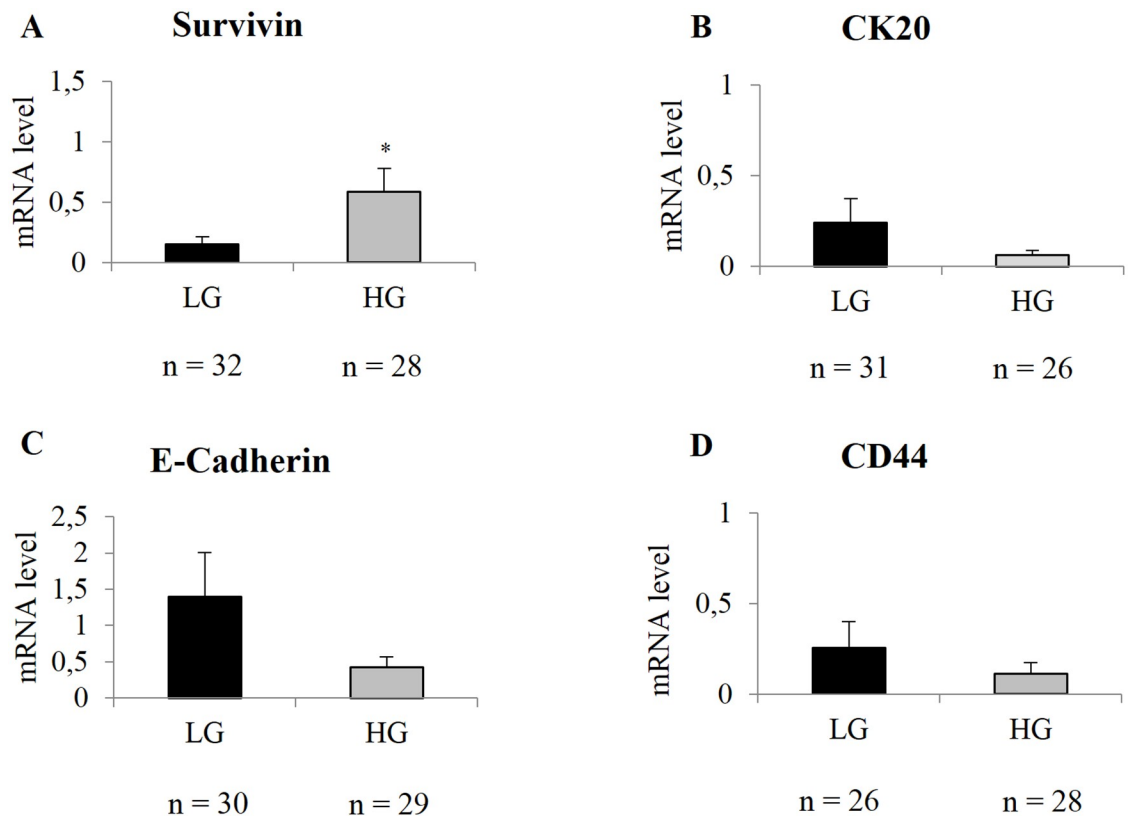 A
Survivin
mRNA level
1,5
1
0,5
0
*
LG
HG
n = 32
n = 28
B
CK20
mRNA level
1
0,5
0
LG
HG
n = 31
n = 26
C
E-Cadherin
mRNA level
2,5
2
1,5
1
0,5
0
LG
HG
n = 30
n = 29
D
CD44
mRNA level
1
0,5
0
LG
HG
n = 26
n = 28